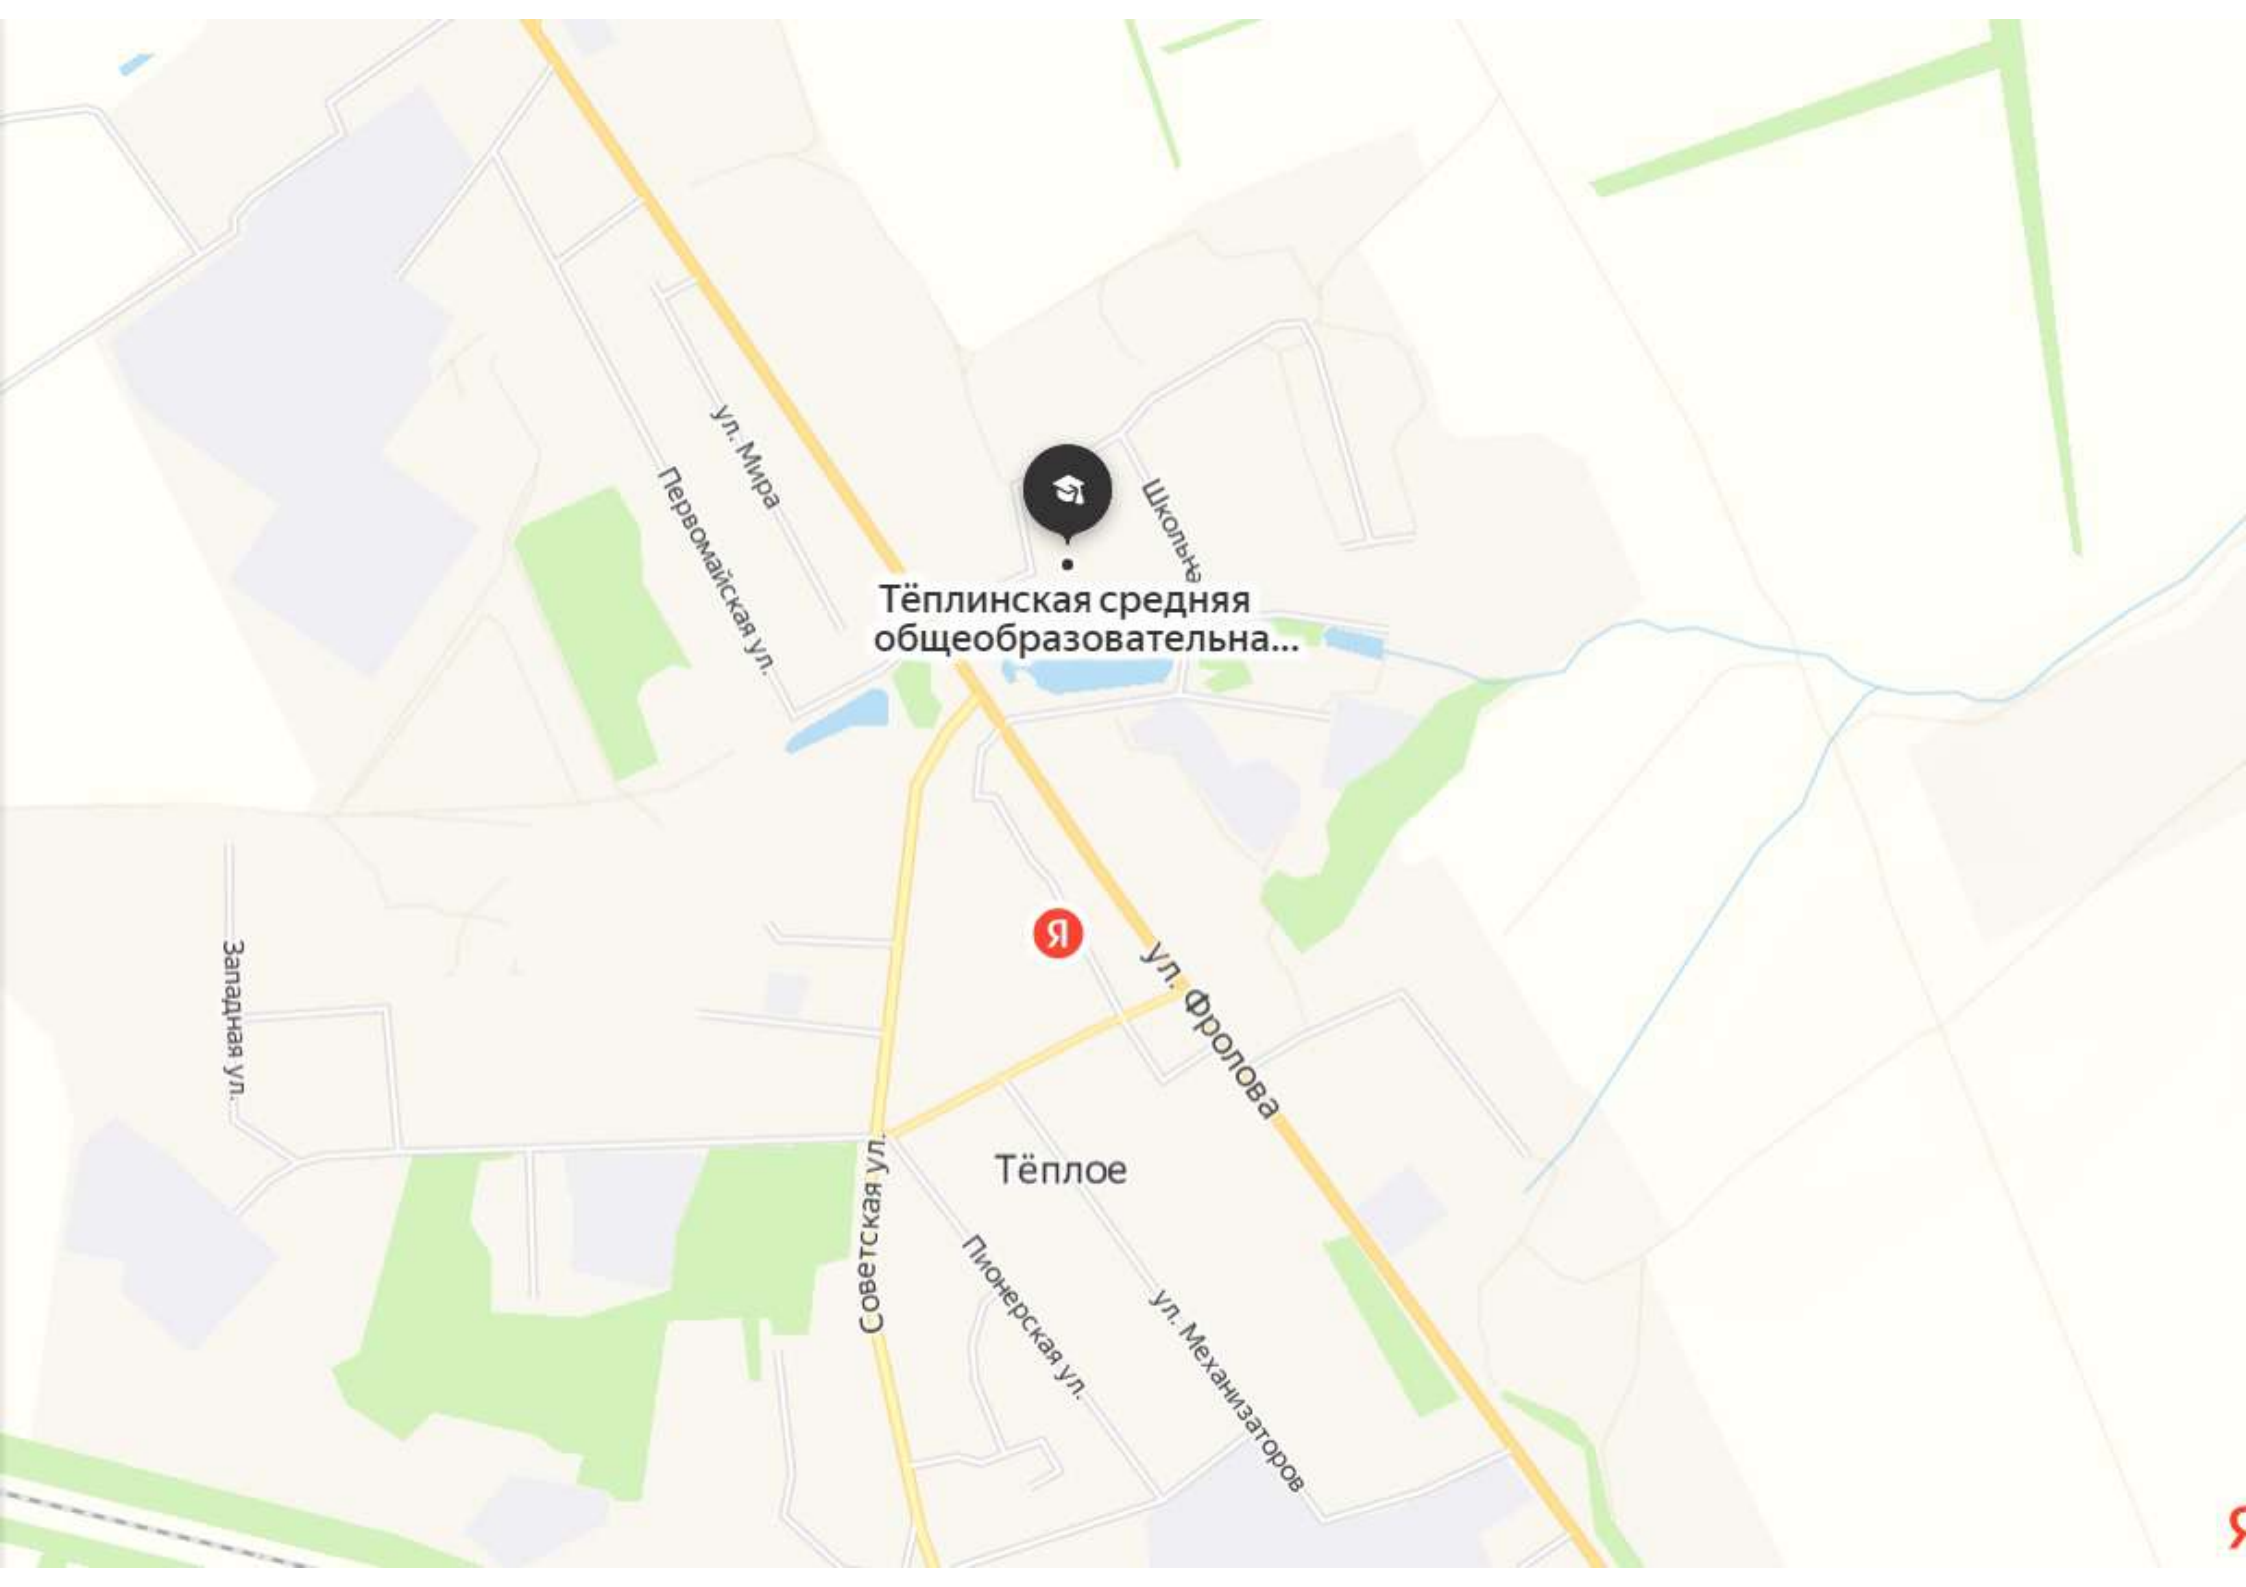 ул. Мира
Первомайская ул.
Школьна
Тёплинская средняя
общеобразовательна...
Я
ул. Фролова
Западная ул.
Советская ул.
Тёплое
Пионерская ул.
ул. Механизаторов
Я